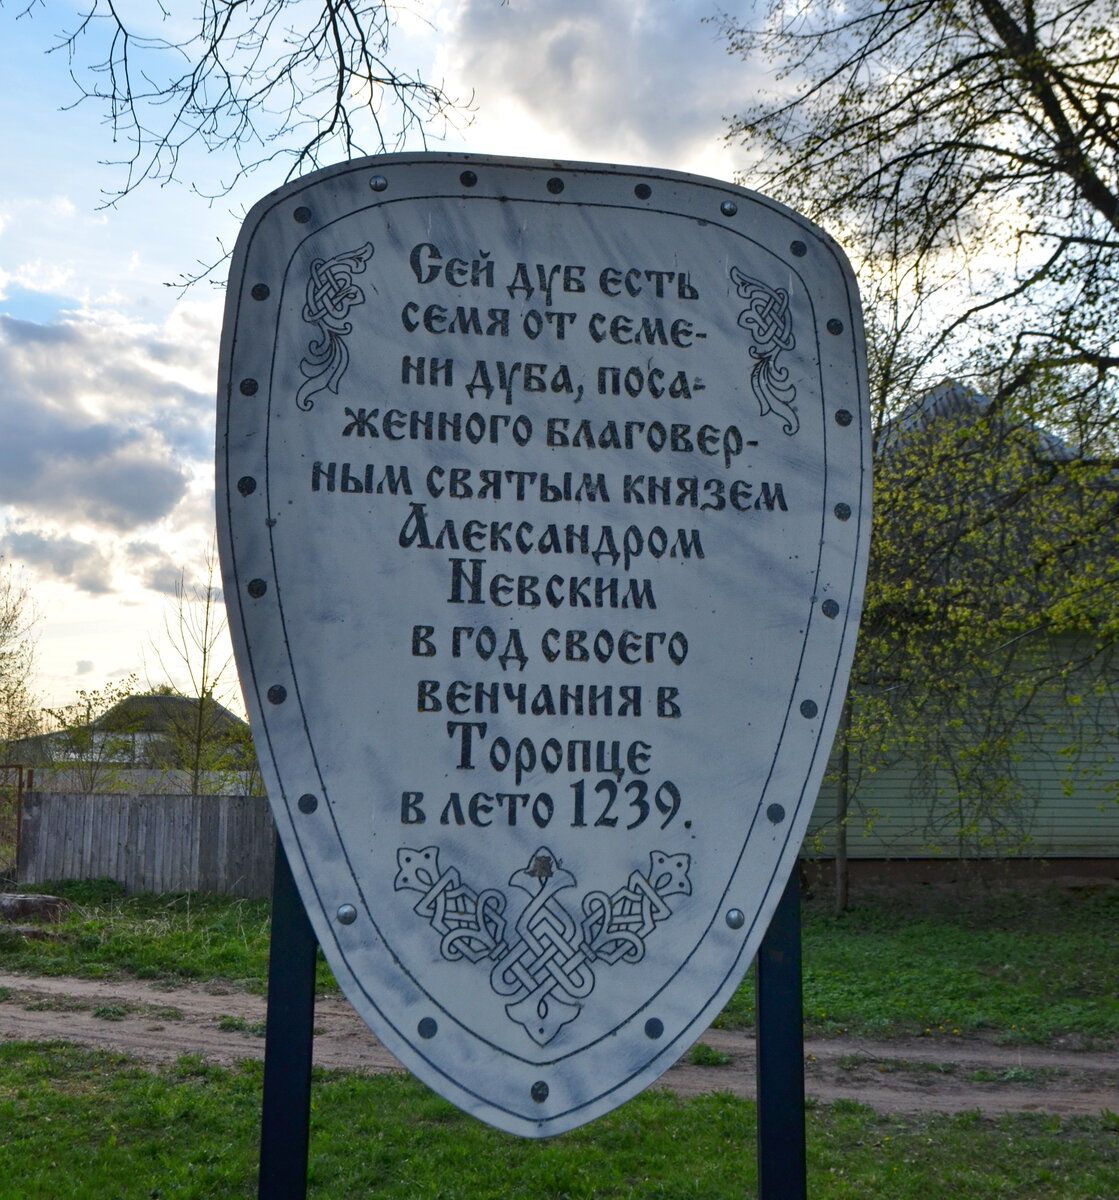 Сей дуб есть
семя от семе-
ни дуба, поса-
женного благовер-
ным святым князем
Александром
Невским
в год своего
венчания в
Торопце
в лето 1239.